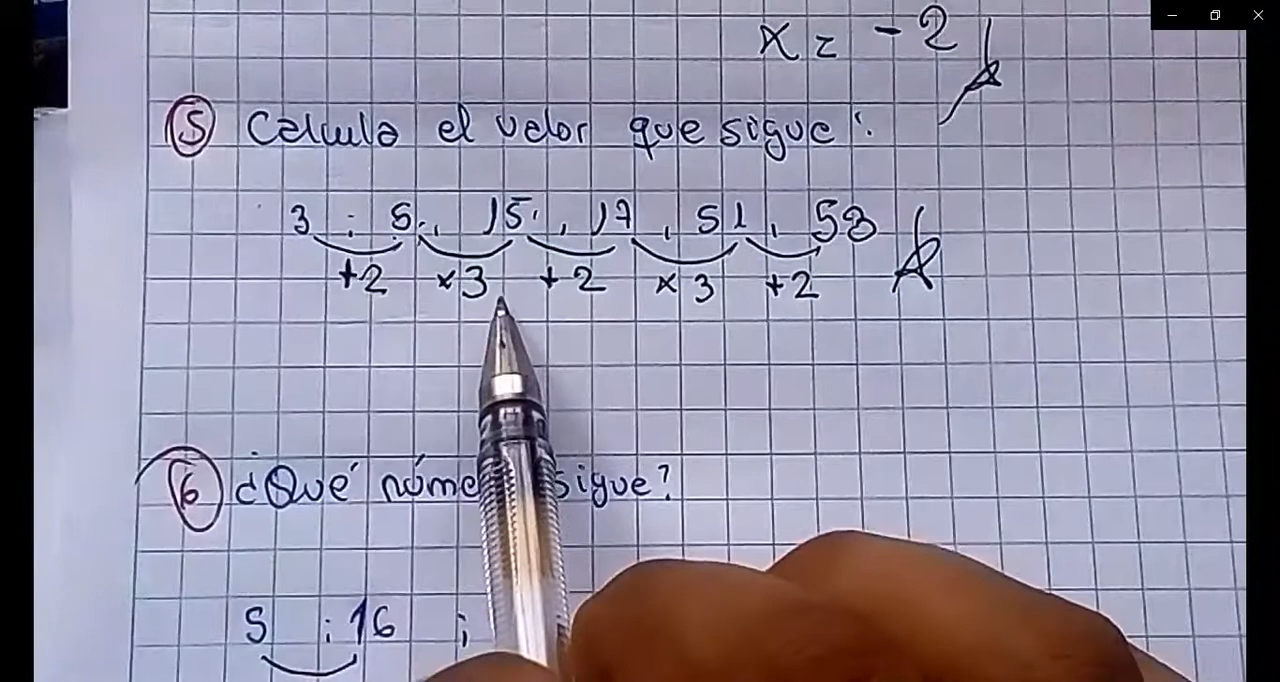 x = -2
5 Calcula el valor que sigue:
3 ; 5 ; 15 ; 17 , 51 , 53
+2 ×3 +2 ×3 +2
6 ¿Qué sigue?
5 ; 16 ;